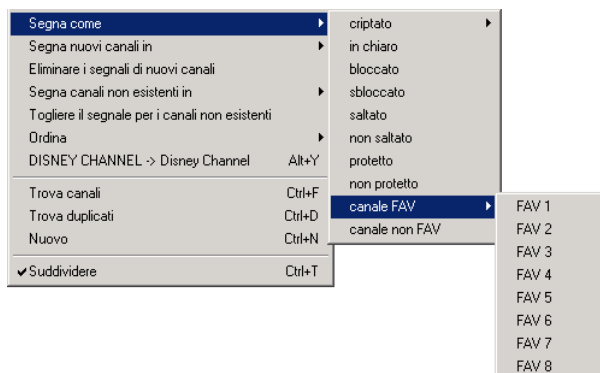 Segna come
Segna nuovi canali in
Eliminare i segnali di nuovi canali
Segna canali non esistenti in
Togliere il segnale per i canali non esistenti
Ordina
DISNEY CHANNEL -> Disney Channel Alt+Y
Trova canali Ctrl+F
Trova duplicati Ctrl+D
Nuovo Ctrl+N
Suddividere Ctrl+T
criptato
in chiaro
bloccato
sbloccato
saltato
non saltato
protetto
non protetto
canale FAV
canale non FAV
FAV 1
FAV 2
FAV 3
FAV 4
FAV 5
FAV 6
FAV 7
FAV 8